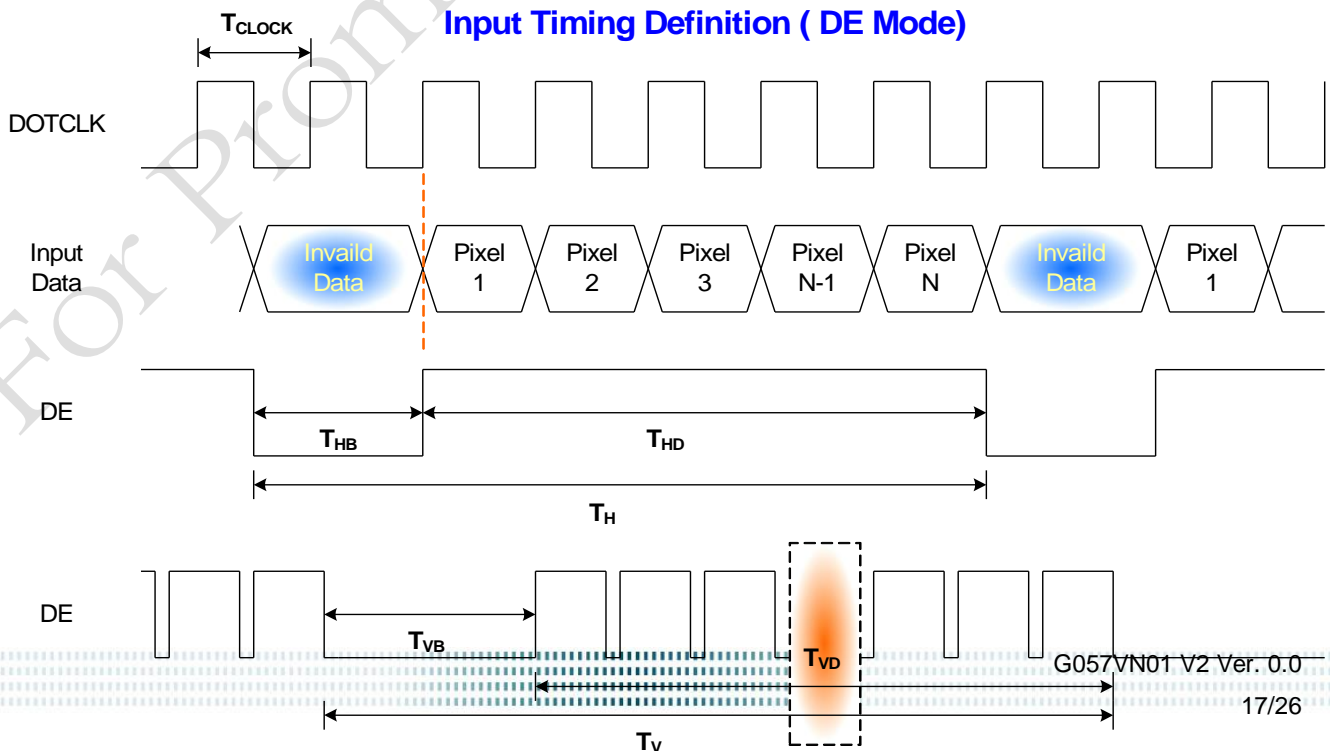 Input Timing Definition ( DE Mode)
TCLOCK
DOTCLK
Input
Data
Invaild
Data
Pixel
1
Pixel
2
Pixel
3
Pixel
N-1
Pixel
N
Invaild
Data
Pixel
1
DE
THB
THD
TH
DE
TVB
TVD
TV
G057VN01 V2 Ver. 0.0
17/26
For Prom